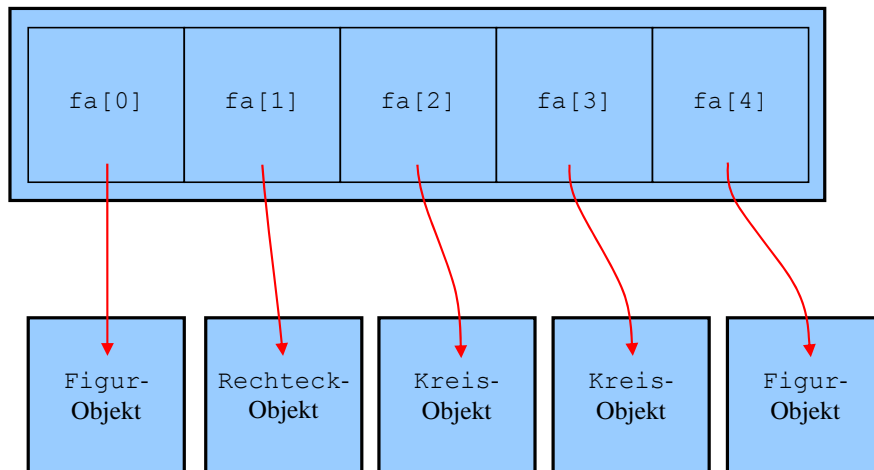 fa[0] fa[1] fa[2] fa[3] fa[4]
Figur- Rechteck- Kreis- Kreis- Figur-
Objekt Objekt Objekt Objekt Objekt